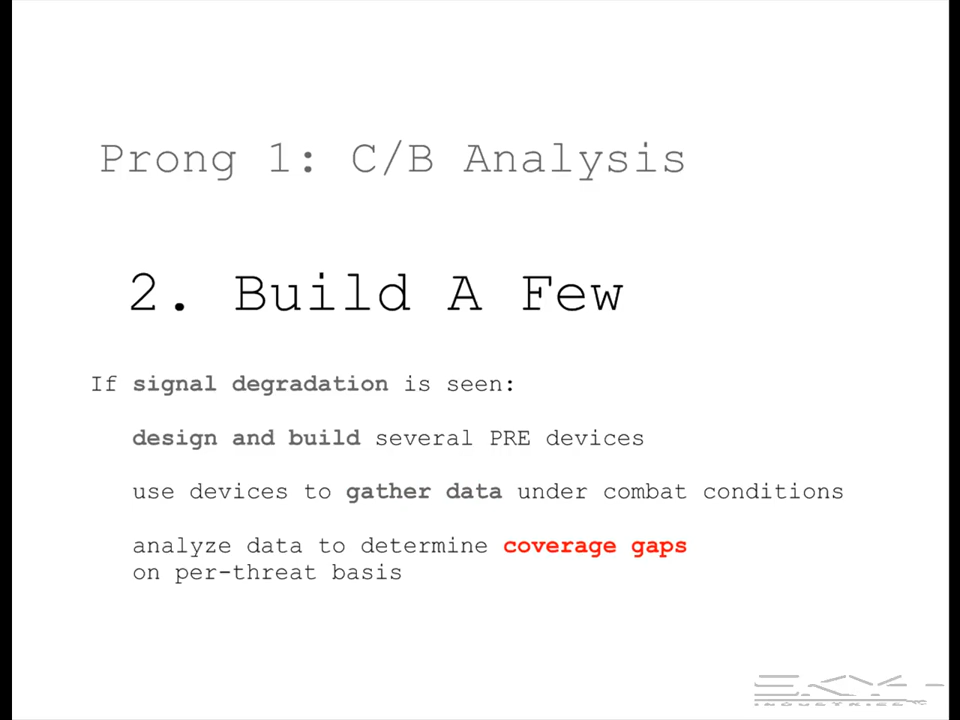 Prong 1: C/B Analysis
2. Build A Few
If signal degradation is seen:
design and build several PRE devices
use devices to gather data under combat conditions
analyze data to determine coverage gaps
on per-threat basis
INDUSTRIES